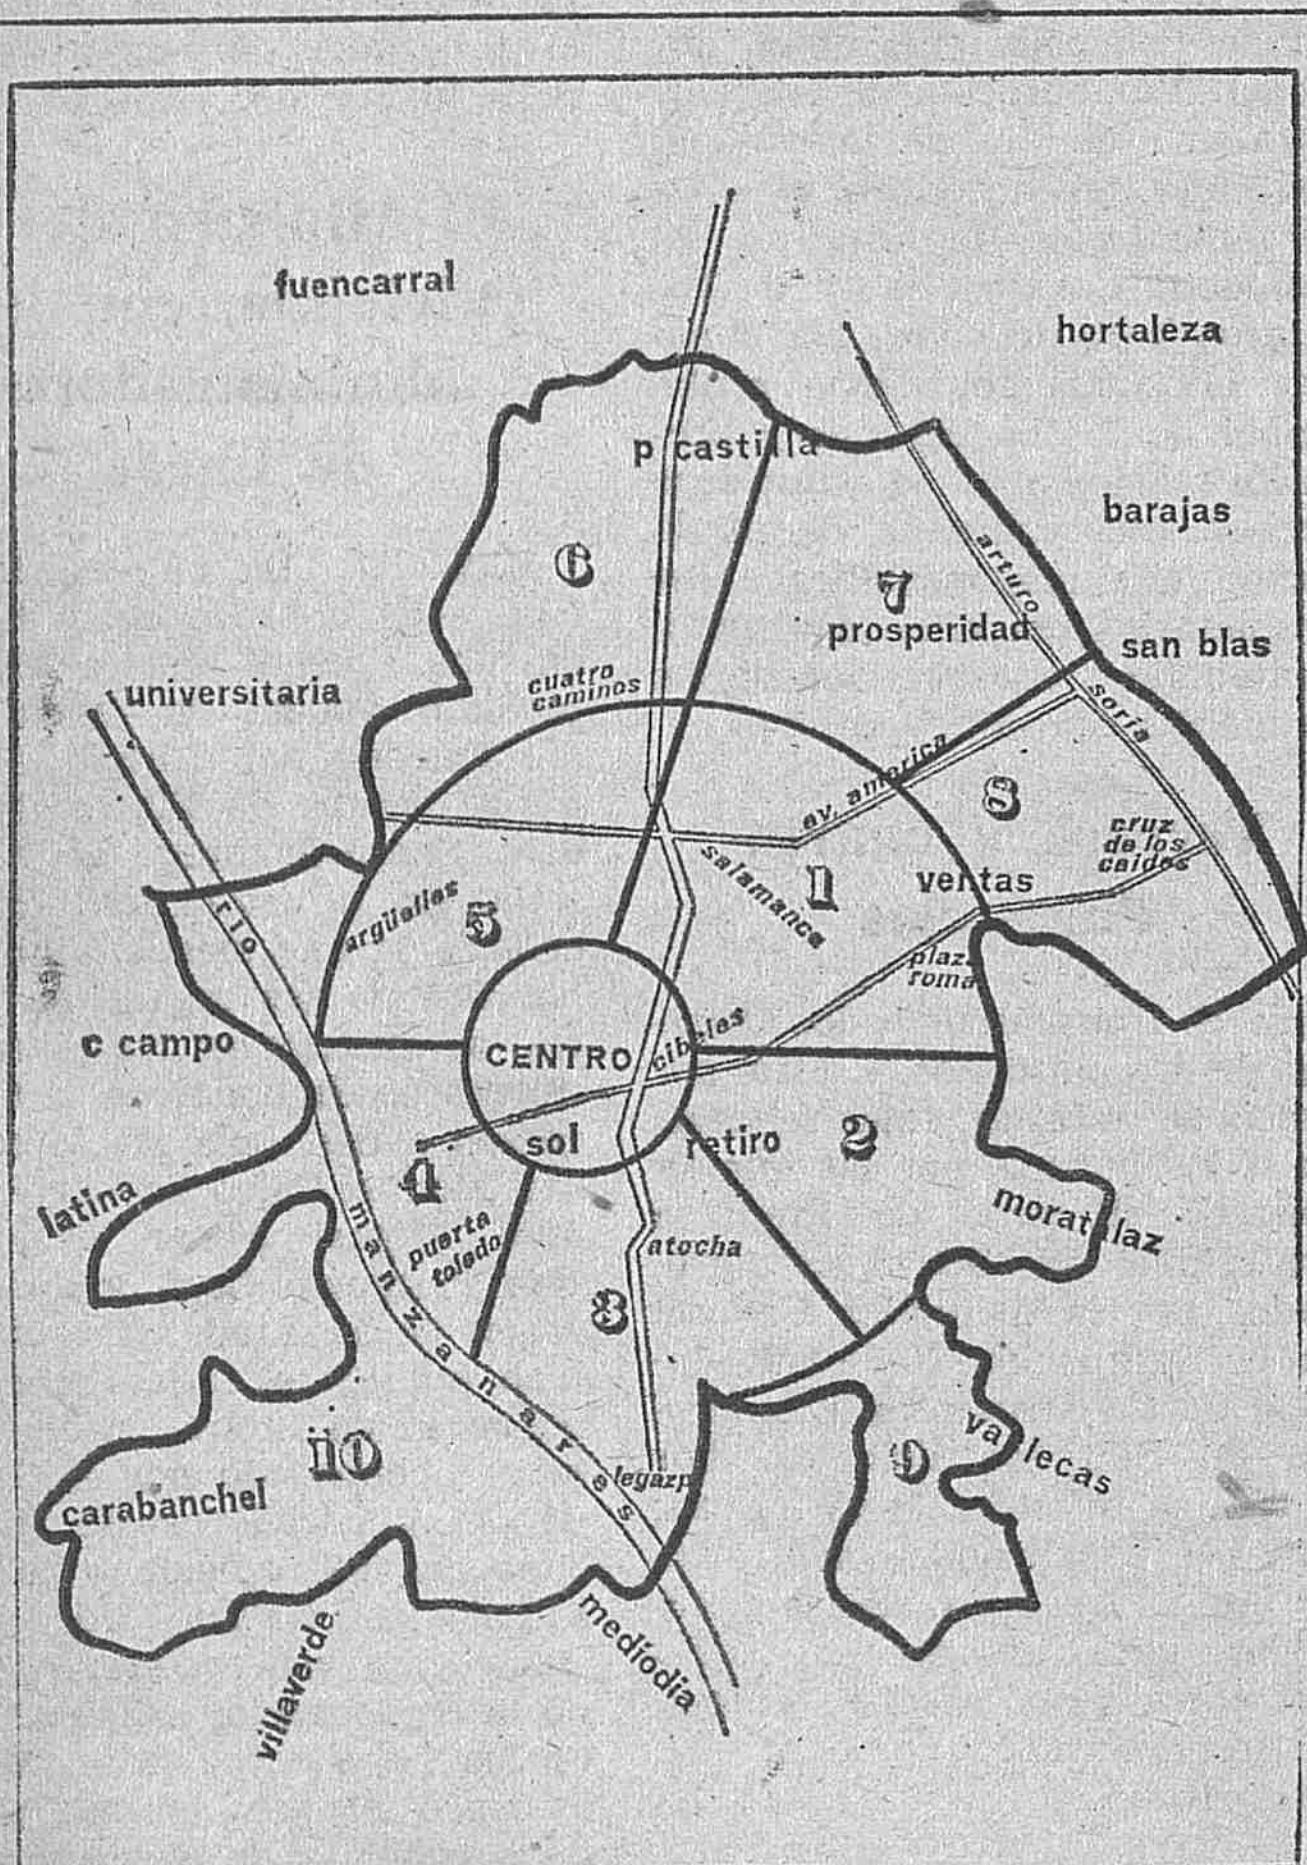 fuencarral
hortaleza
p castilla
barajas
6
7
arturo
prosperidad
san blas
cuatro
caminos
universitaria
soria
av. america
8
cruz
de los
caidos
salamanca
1
ventas
argüelles
5
rio
plaza
roma
c campo
CENTRO
cibeles
sol
retiro
2
4
latina
moratalaz
manzanares
puerta
toledo
atocha
3
vallecas
10
9
legazpi
carabanchel
mediodia
villaverde